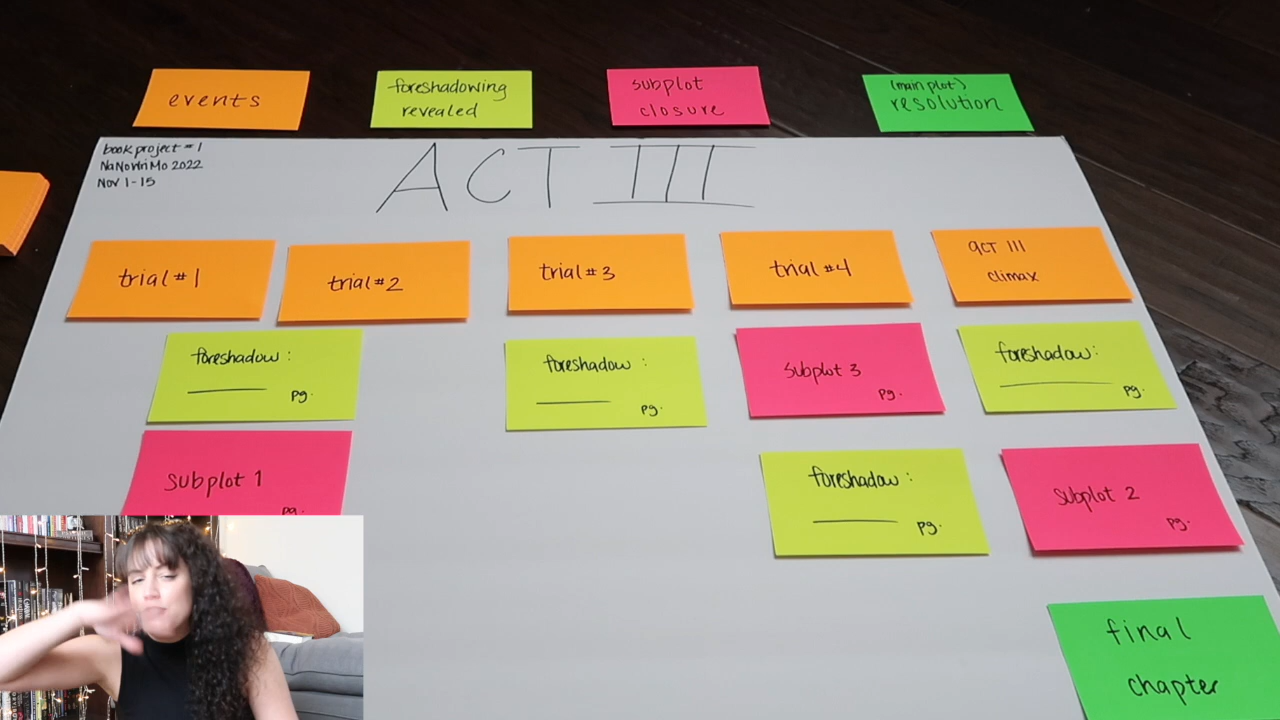 events
foreshadowing
revealed
subplot
closure
(main plot)
resolution
book project #1
NaNoWriMo 2022
Nov 1-15
ACT III
trial #1
trial #2
trial #3
trial #4
act III
climax
foreshadow:
pg.
foreshadow:
pg.
subplot 3
pg.
foreshadow:
pg.
subplot 1
pg.
foreshadow:
pg.
subplot 2
pg.
final
chapter